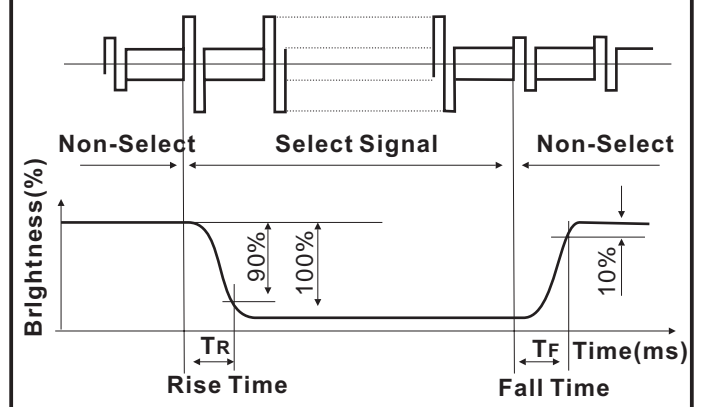 Non-Select Select Signal Non-Select
BrIghtness(%)
90%
100%
10%
TR TF Time(ms)
Rise Time Fall Time